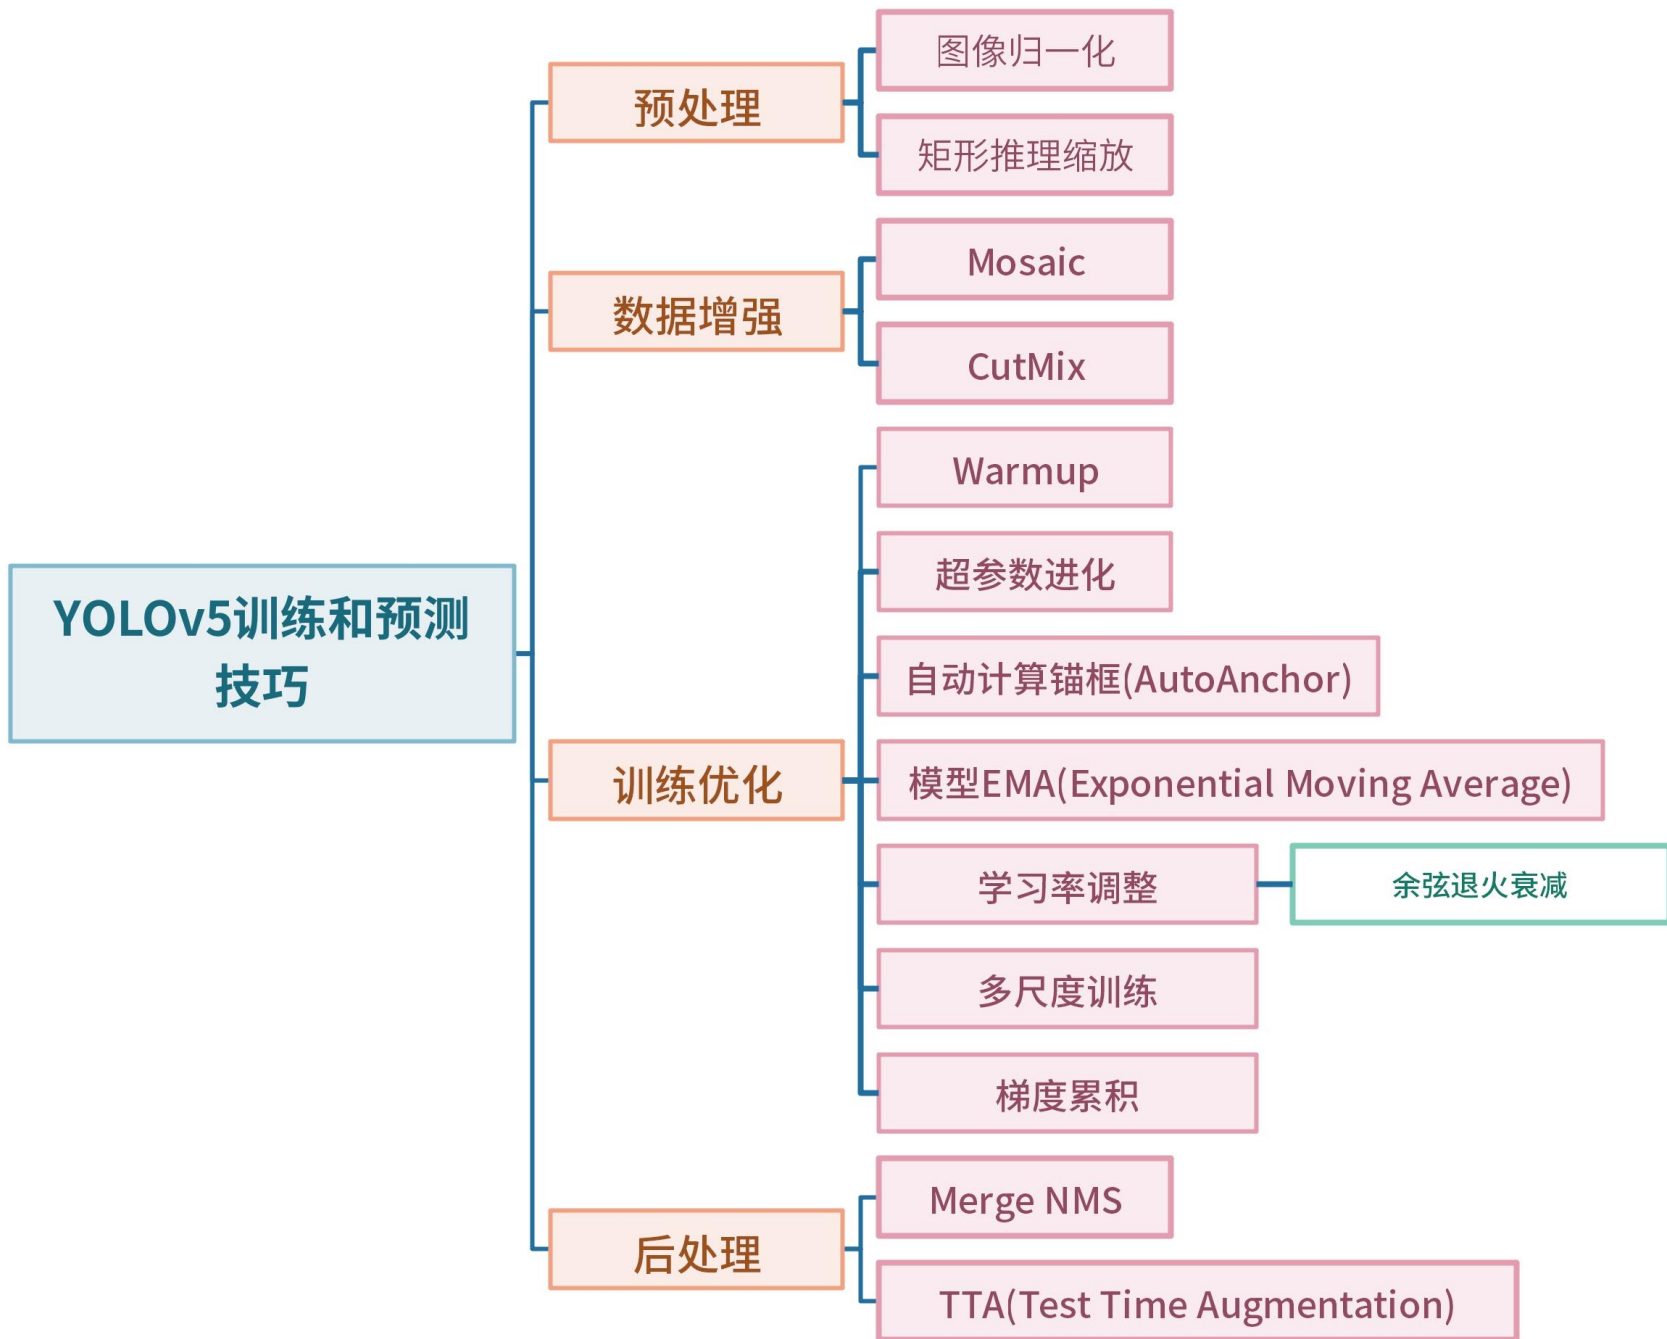 YOLOv5训练和预测
技巧
预处理
图像归一化
矩形推理缩放
数据增强
Mosaic
CutMix
训练优化
Warmup
超参数进化
自动计算锚框(AutoAnchor)
模型EMA(Exponential Moving Average)
学习率调整
余弦退火衰减
多尺度训练
梯度累积
后处理
Merge NMS
TTA(Test Time Augmentation)